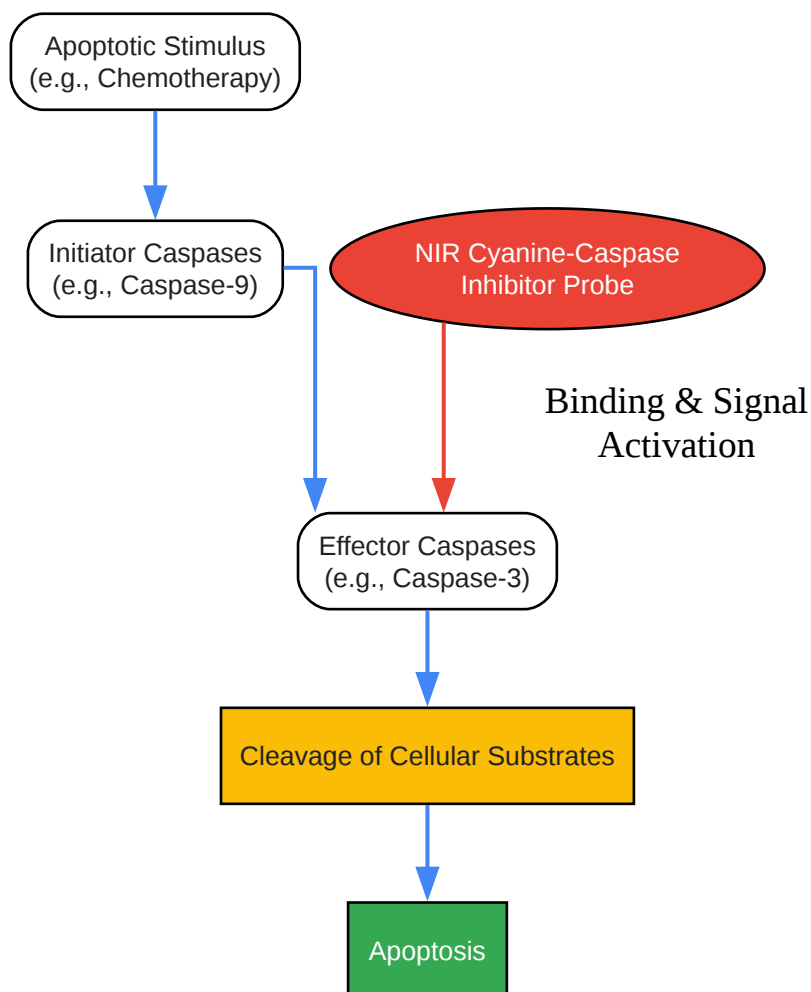 Apoptotic Stimulus
(e.g., Chemotherapy)
Initiator Caspases
(e.g., Caspase-9)
NIR Cyanine-Caspase
Inhibitor Probe
Binding & Signal
Activation
Effector Caspases
(e.g., Caspase-3)
Cleavage of Cellular Substrates
Apoptosis